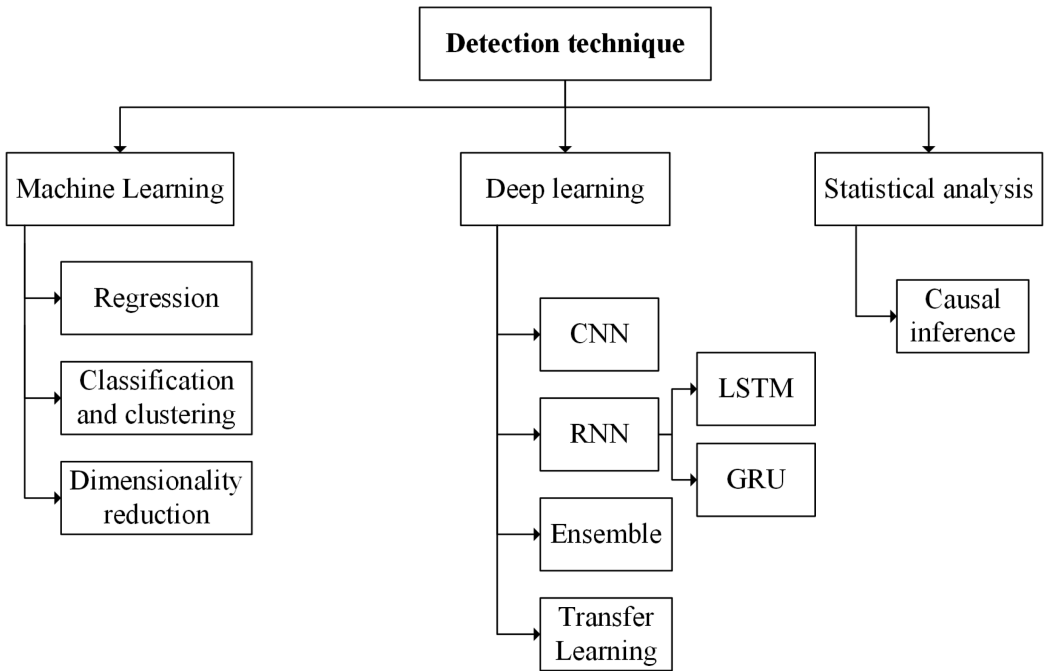 Detection technique
Machine Learning
Deep learning
Statistical analysis
Regression
Classification
and clustering
Dimensionality
reduction
CNN
RNN
LSTM
GRU
Ensemble
Transfer
Learning
Causal
inference